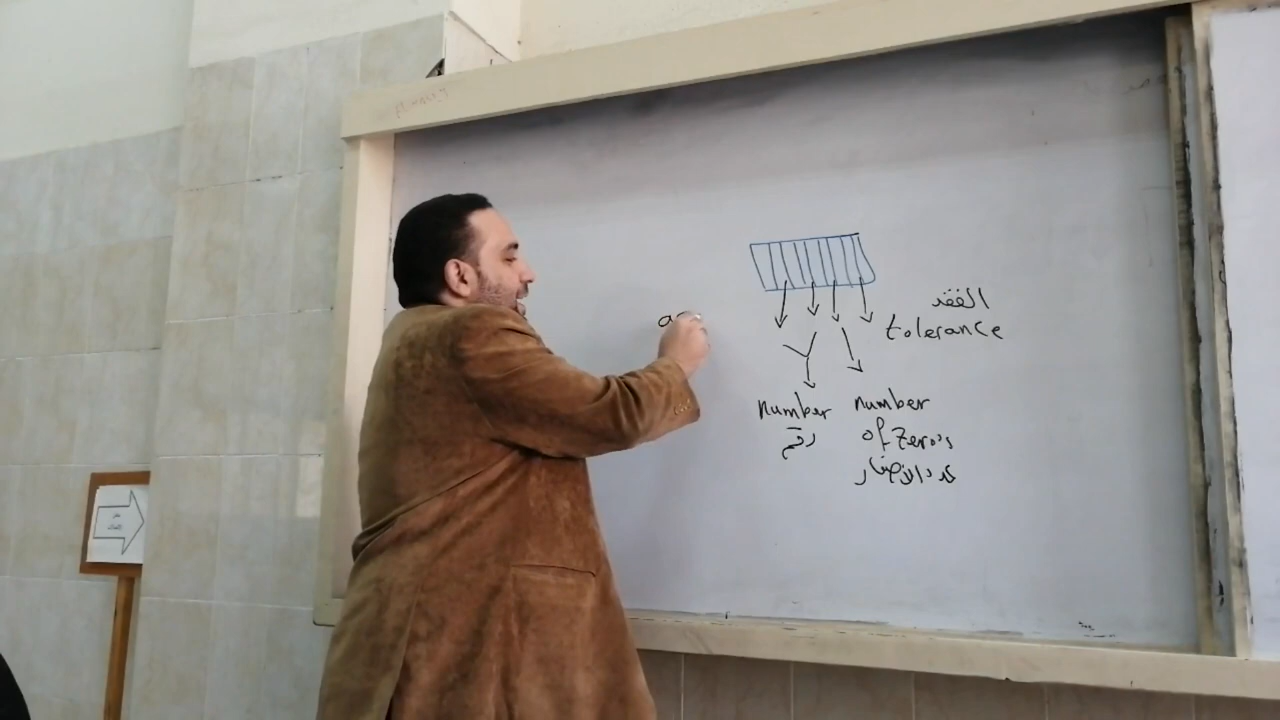 الفقد
tolerance
number
رقم
number
of Zeros
عدد الأصفار